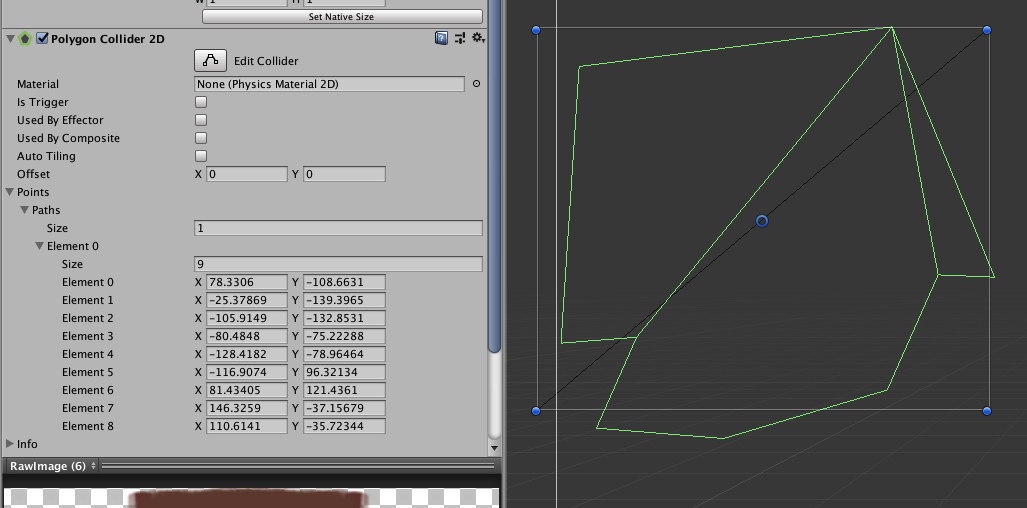 Set Native Size
Polygon Collider 2D
Edit Collider
Material None (Physics Material 2D)
Is Trigger
Used By Effector
Used By Composite
Auto Tiling
Offset X 0 Y 0
Points
Paths
Size 1
Element 0
Size 9
Element 0 X 78.3306 Y -108.6631
Element 1 X -25.37869 Y -139.3965
Element 2 X -105.9149 Y -132.8531
Element 3 X -80.4848 Y -75.22288
Element 4 X -128.4182 Y -78.96464
Element 5 X -116.9074 Y 96.32134
Element 6 X 81.43405 Y 121.4361
Element 7 X 146.3259 Y -37.15679
Element 8 X 110.6141 Y -35.72344
Info
RawImage (6)